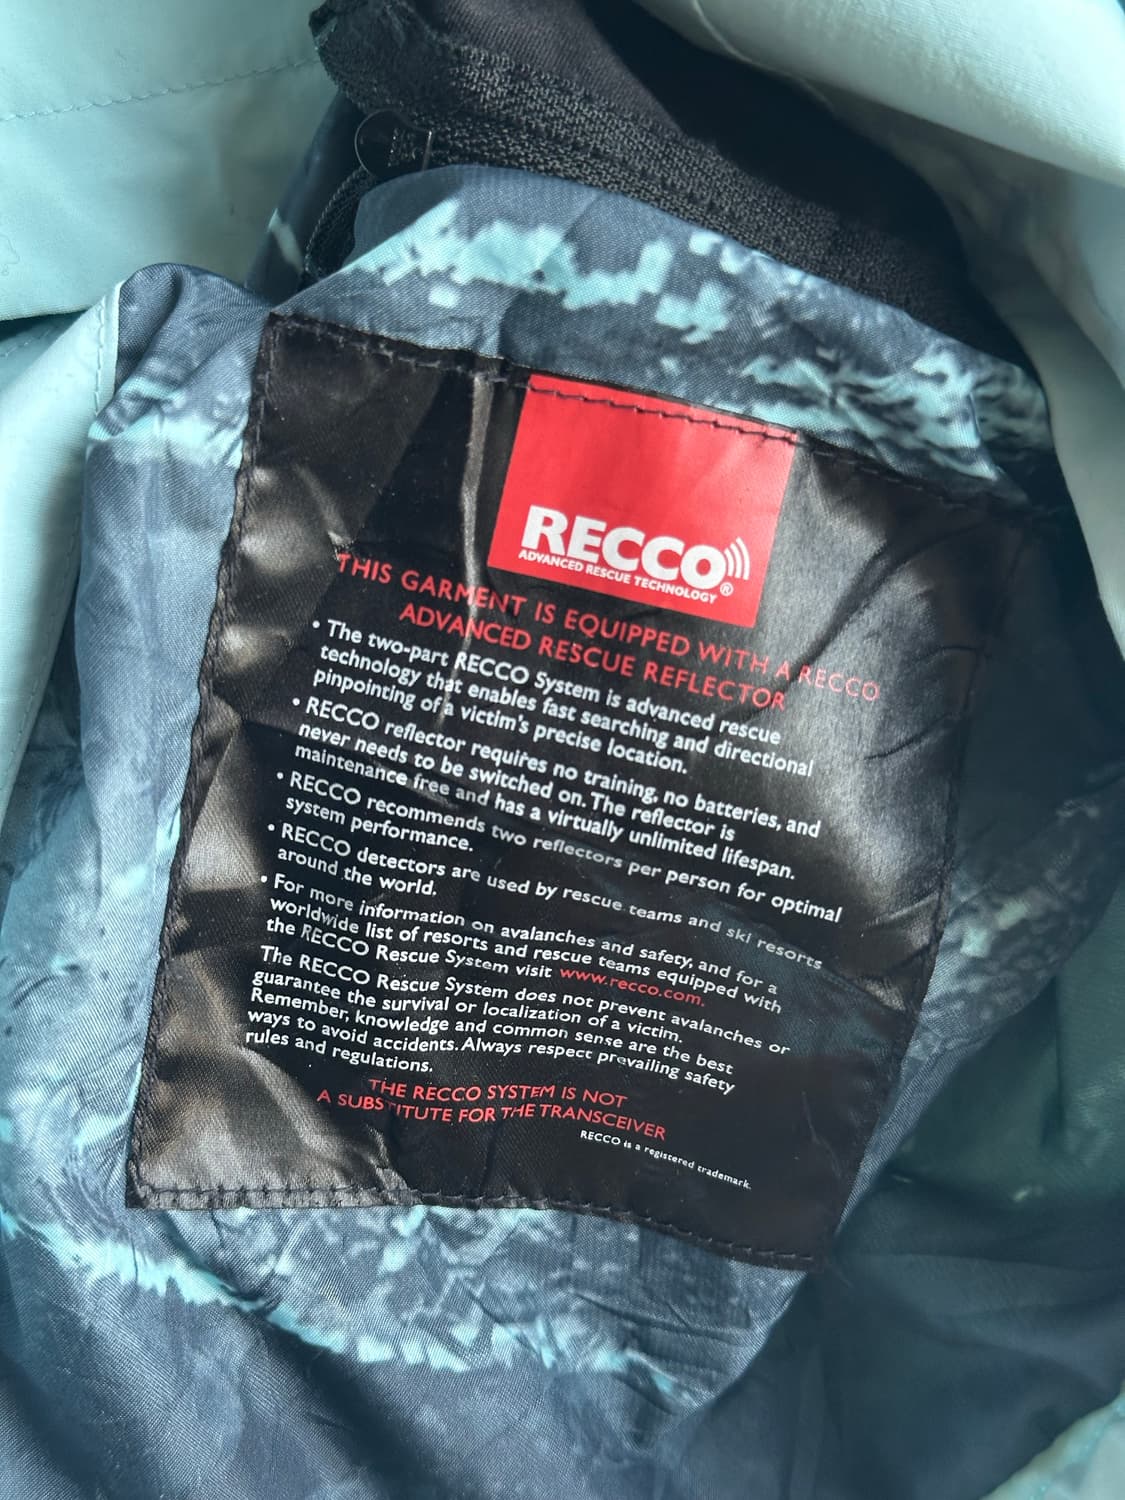 RECCO®
ADVANCED RESCUE TECHNOLOGY
THIS GARMENT IS EQUIPPED WITH A RECCO
ADVANCED RESCUE REFLECTOR
• The two-part RECCO System is advanced rescue
technology that enables fast searching and directional
pinpointing of a victim's precise location.
• RECCO reflector requires no training, no batteries, and
never needs to be switched on. The reflector is
maintenance free and has a virtually unlimited lifespan.
• RECCO recommends two reflectors per person for optimal
system performance.
• RECCO detectors are used by rescue teams and ski resorts
around the world.
• For more information on avalanches and safety, and for a
worldwide list of resorts and rescue teams equipped with
the RECCO Rescue System visit www.recco.com.
The RECCO Rescue System does not prevent avalanches or
guarantee the survival or localization of a victim.
Remember, knowledge and common sense are the best
ways to avoid accidents. Always respect prevailing safety
rules and regulations.
THE RECCO SYSTEM IS NOT
A SUBSTITUTE FOR THE TRANSCEIVER
RECCO is a registered trademark.